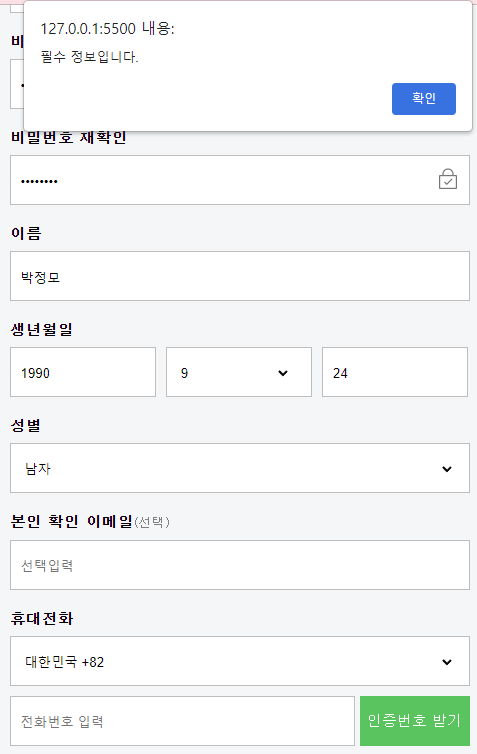 127.0.0.1:5500 내용:
필수 정보입니다.
확인
비밀번호 재확인
••••••••
이름
박정모
생년월일
1990 9 24
성별
남자
본인 확인 이메일(선택)
선택입력
휴대전화
대한민국 +82
전화번호 입력 인증번호 받기